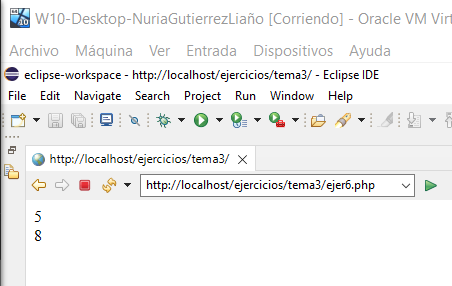 W10-Desktop-NuriaGutierrezLiaño [Corriendo] - Oracle VM Virt
Archivo Máquina Ver Entrada Dispositivos Ayuda
eclipse-workspace - http://localhost/ejercicios/tema3/ - Eclipse IDE
File Edit Navigate Search Project Run Window Help
http://localhost/ejercicios/tema3/
http://localhost/ejercicios/tema3/ejer6.php
5
8